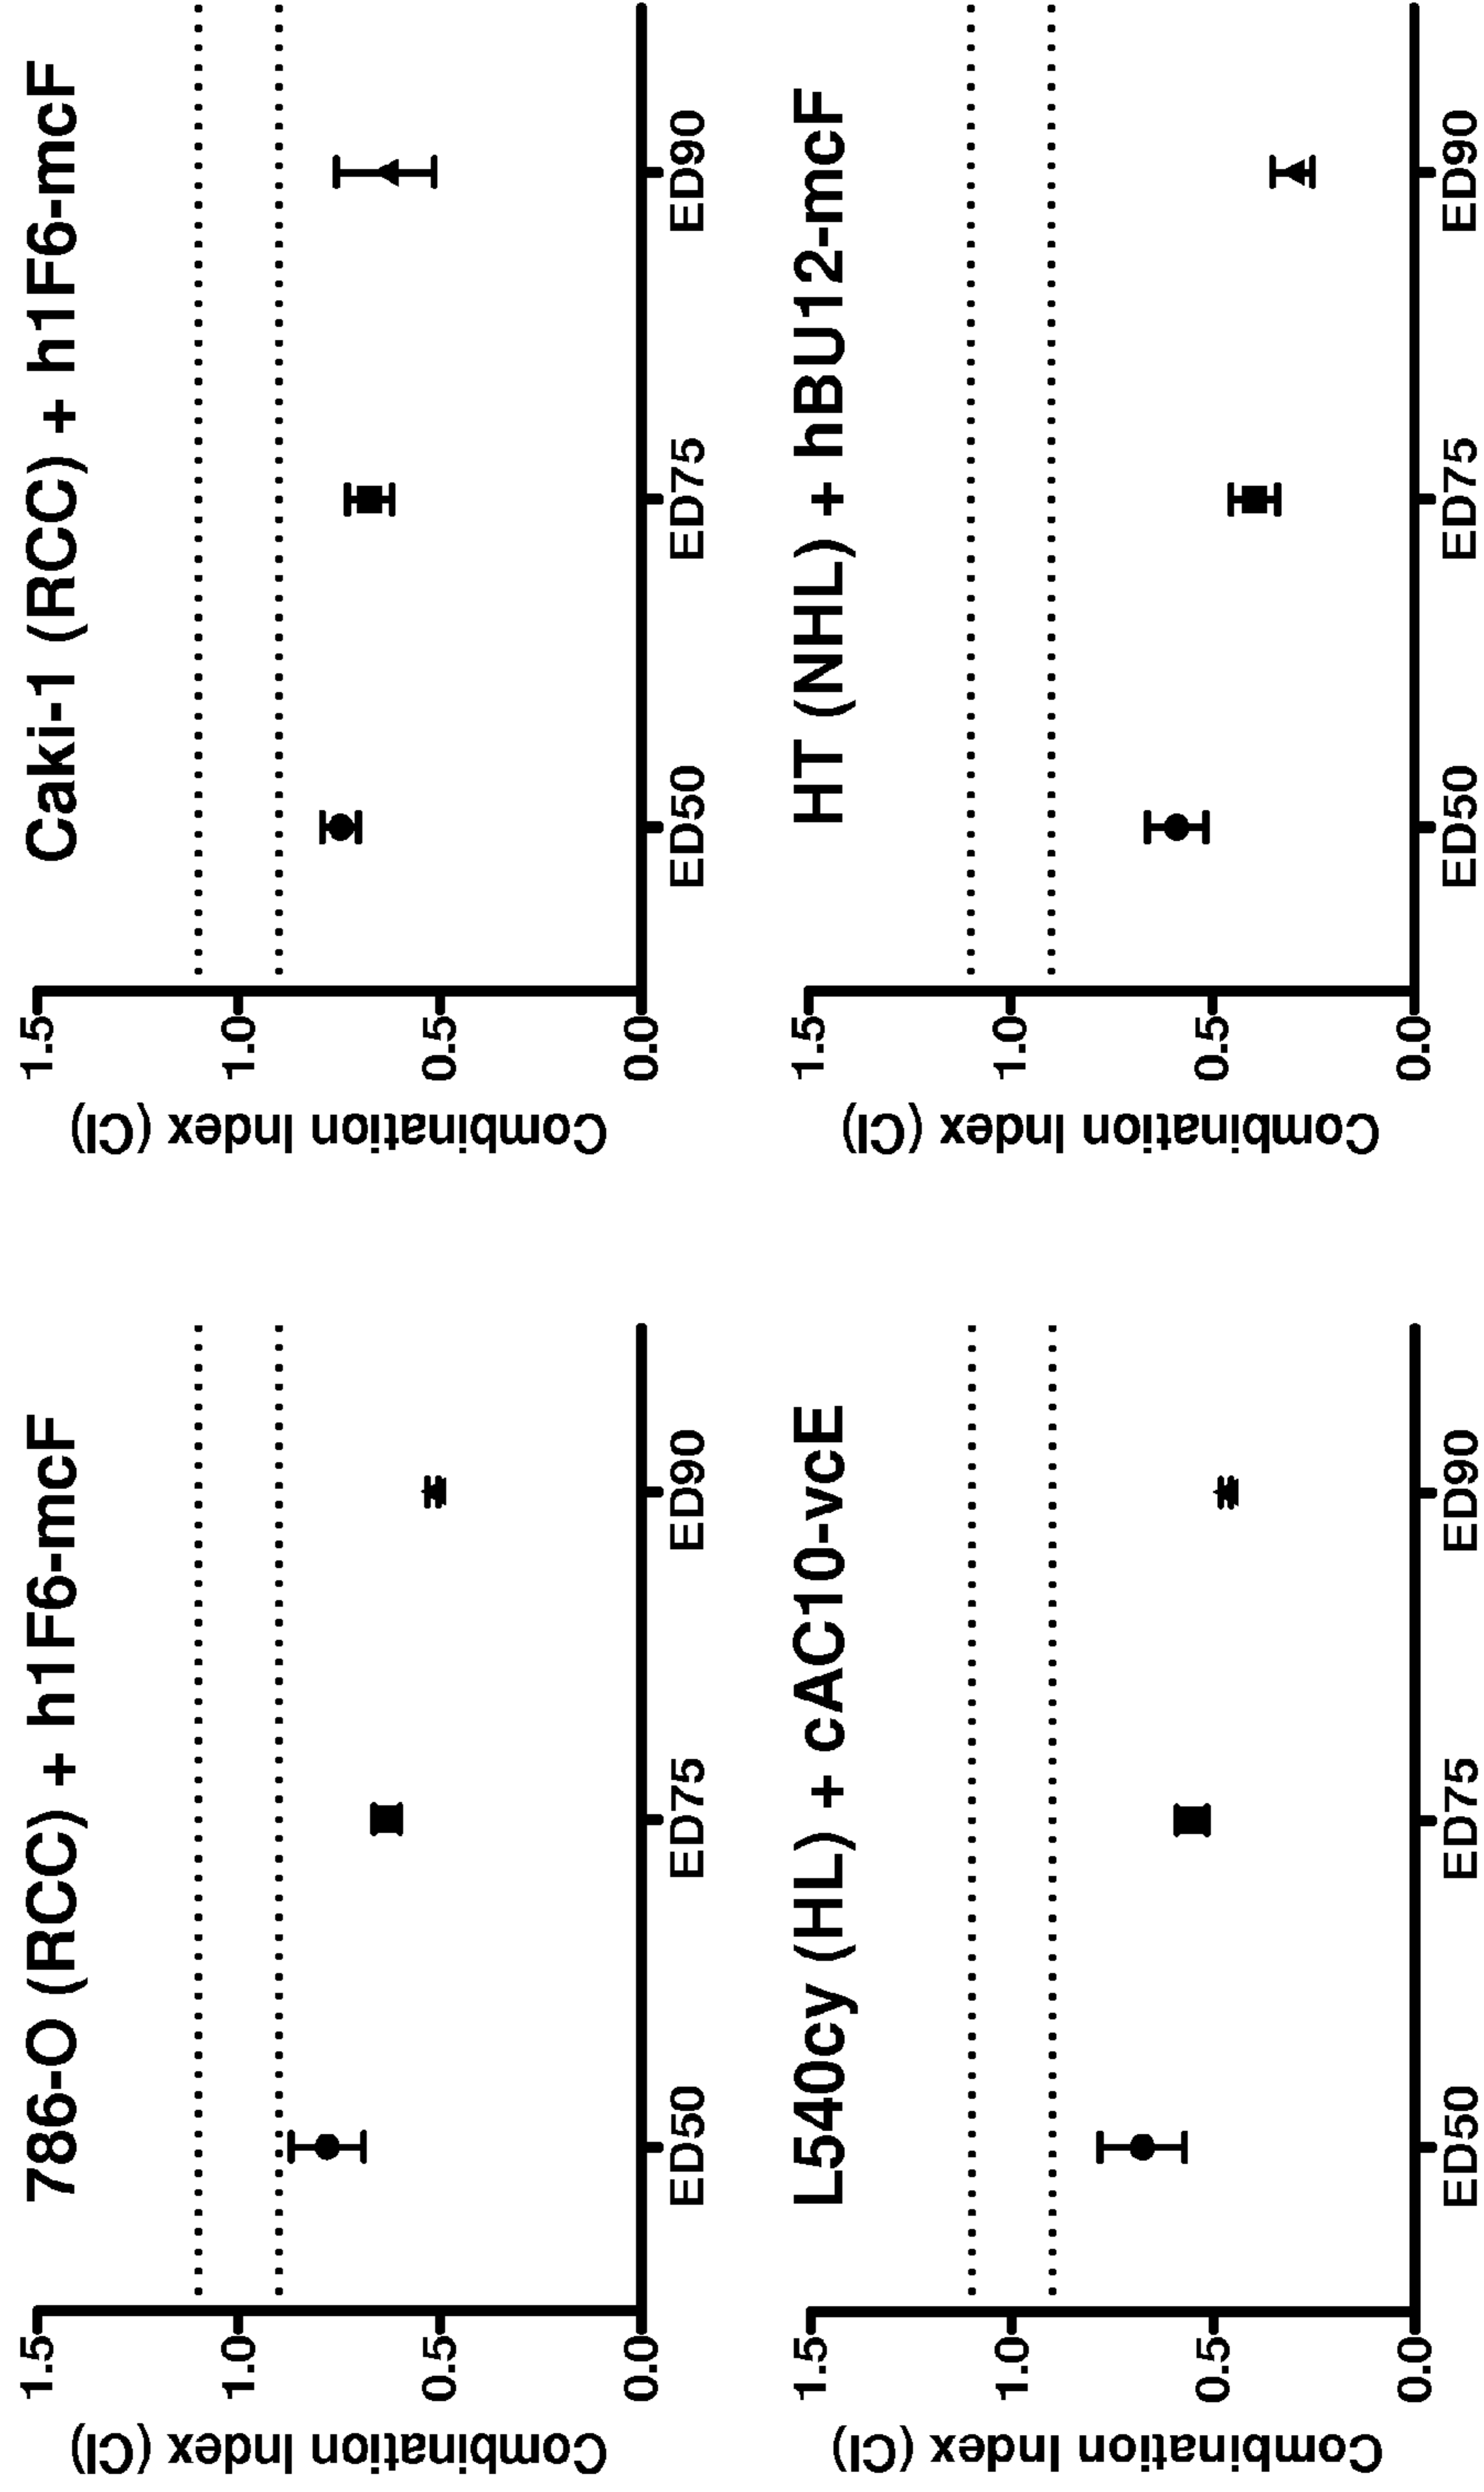 786-O (RCC) + h1F6-mcF
Combination Index (CI)
1.5
1.0
0.5
0.0
ED50 ED75 ED90
Caki-1 (RCC) + h1F6-mcF
Combination Index (CI)
1.5
1.0
0.5
0.0
ED50 ED75 ED90
L540cy (HL) + cAC10-vcE
Combination Index (CI)
1.5
1.0
0.5
0.0
ED50 ED75 ED90
HT (NHL) + hBU12-mcF
Combination Index (CI)
1.5
1.0
0.5
0.0
ED50 ED75 ED90